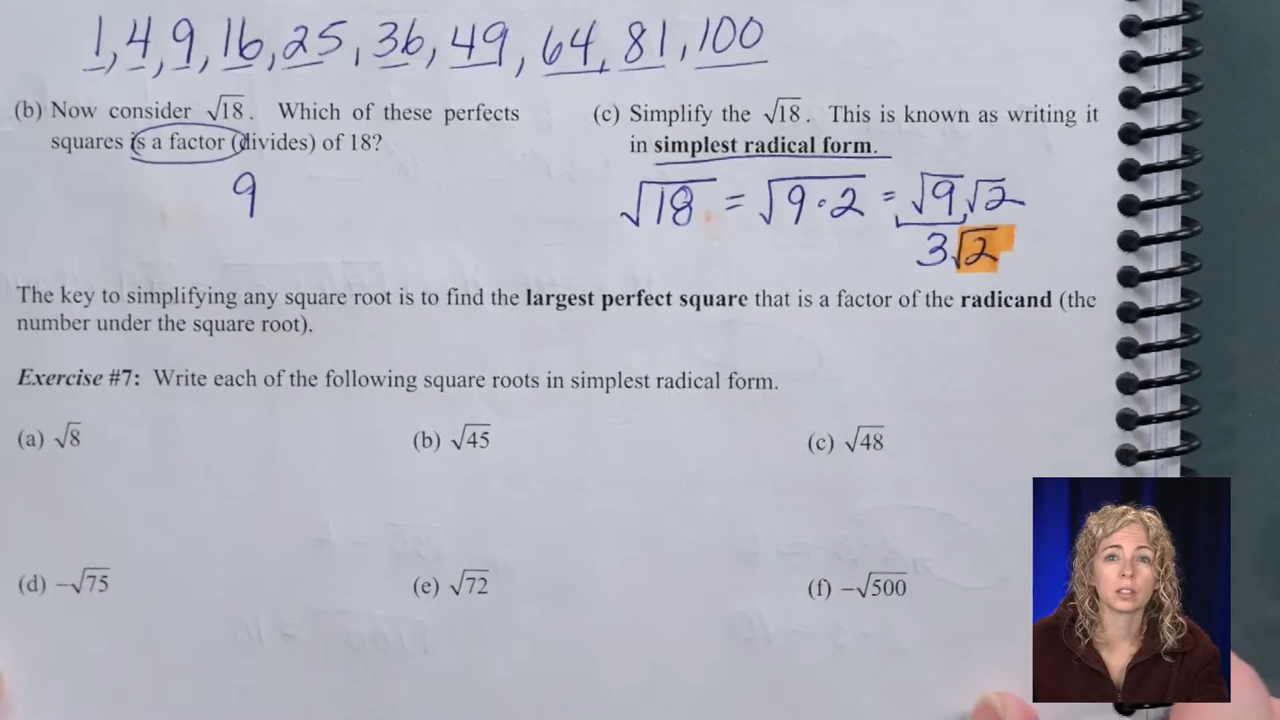 1, 4, 9, 16, 25, 36, 49, 64, 81, 100
(b) Now consider √18. Which of these perfects
squares is a factor (divides) of 18?
9
(c) Simplify the √18. This is known as writing it
in simplest radical form.
√18 = √9·2 = √9√2
3√2
The key to simplifying any square root is to find the largest perfect square that is a factor of the radicand (the
number under the square root).
Exercise #7: Write each of the following square roots in simplest radical form.
(a) √8
(b) √45
(c) √48
(d) −√75
(e) √72
(f) −√500